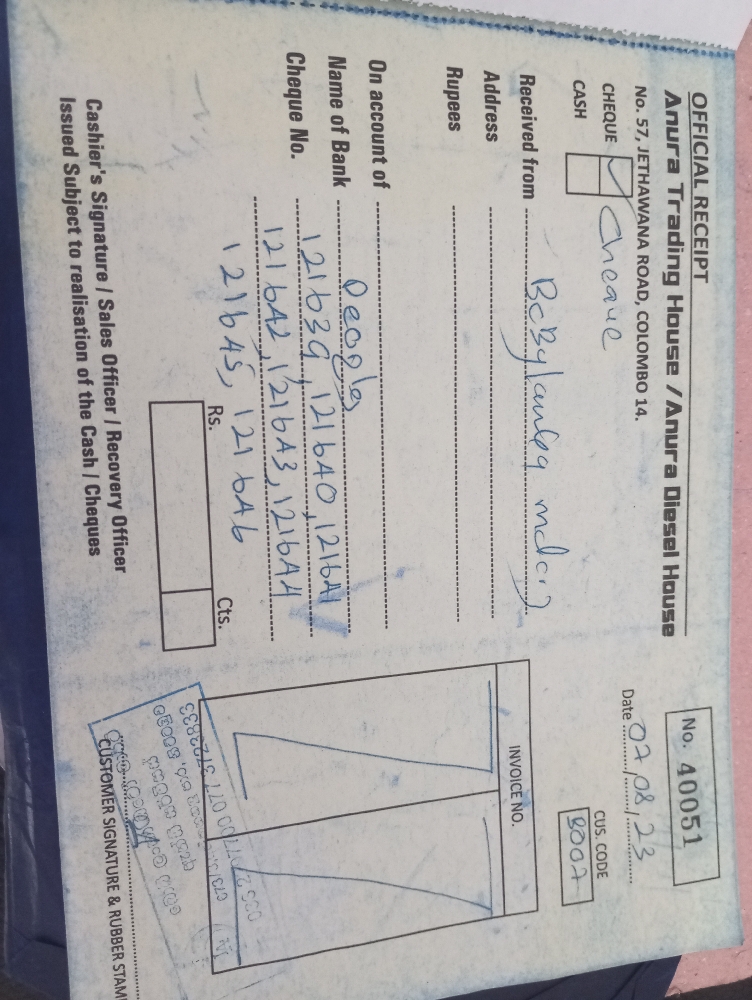 OFFICIAL RECEIPT
Anura Trading House / Anura Diesel House
No. 57, JETHAWANA ROAD, COLOMBO 14.
No. 40051
CHEQUE ✓ Cheque
CASH
Date 07/08/23
CUS. CODE
Received from
Address
Rupees
INVOICE NO.
On account of
Name of Bank Peoples
Cheque No. 121639, 121640, 121641
121642, 121643, 121644
121645, 121646
Rs. Cts.
Cashier's Signature / Sales Officer / Recovery Officer
Issued Subject to realisation of the Cash / Cheques
CUSTOMER SIGNATURE & RUBBER STAM